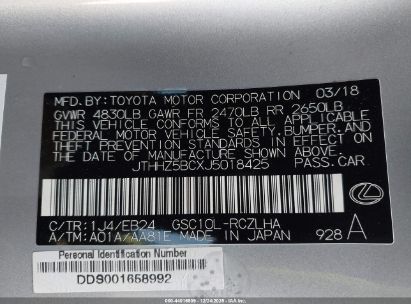 MFD.BY:TOYOTA MOTOR CORPORATION 03/18
GVWR 4830LB GAWR FR 2470LB RR 2650LB
THIS VEHICLE CONFORMS TO ALL APPLICABLE
FEDERAL MOTOR VEHICLE SAFETY, BUMPER, AND
THEFT PREVENTION STANDARDS IN EFFECT ON
THE DATE OF MANUFACTURE SHOWN ABOVE.
JTHHZ5BCXJ5018425 PASS.CAR
C/TR:1J4/EB24 GSC10L-RCZLHA
A/TM:A01A/AA81E MADE IN JAPAN 928 A
Personal Identification Number
DDS001658992